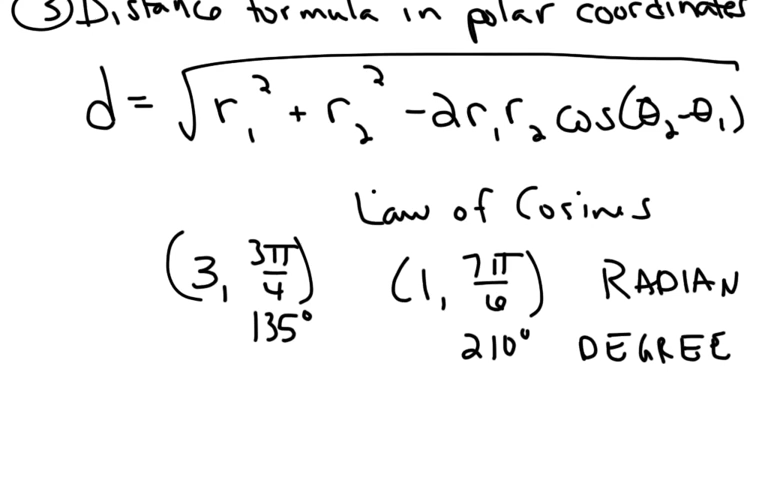 ③ Distance formula in polar coordinates
d = √(r₁² + r₂² - 2r₁r₂ cos(θ₂-θ₁))
Law of Cosines
(3, 3π/4) (1, 7π/6) RADIAN
135° 210° DEGREE